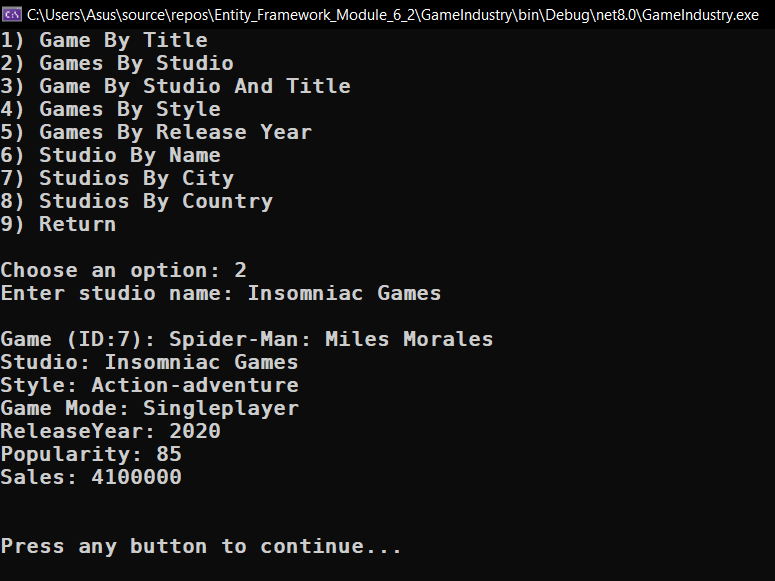 C:\Users\Asus\source\repos\Entity_Framework_Module_6_2\GameIndustry\bin\Debug\net8.0\GameIndustry.exe
1) Game By Title
2) Games By Studio
3) Game By Studio And Title
4) Games By Style
5) Games By Release Year
6) Studio By Name
7) Studios By City
8) Studios By Country
9) Return
Choose an option: 2
Enter studio name: Insomniac Games
Game (ID:7): Spider-Man: Miles Morales
Studio: Insomniac Games
Style: Action-adventure
Game Mode: Singleplayer
ReleaseYear: 2020
Popularity: 85
Sales: 4100000
Press any button to continue...